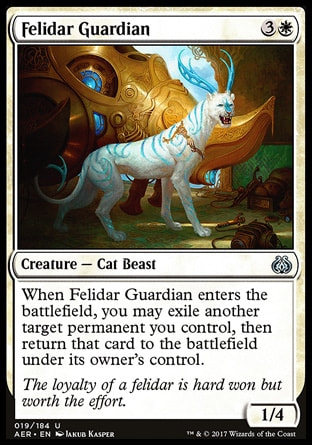 Felidar Guardian 3
Creature — Cat Beast
When Felidar Guardian enters the
battlefield, you may exile another
target permanent you control, then
return that card to the battlefield
under its owner's control.
The loyalty of a felidar is hard won but
worth the effort.
1/4
019/184 U
AER • EN Jakub Kasper ™ & © 2017 Wizards of the Coast